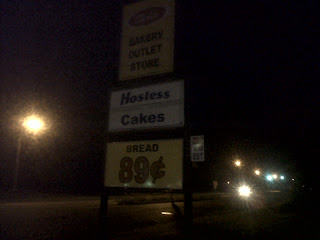 BAKERY
OUTLET
STORE
Hostess
Cakes
BREAD
89¢